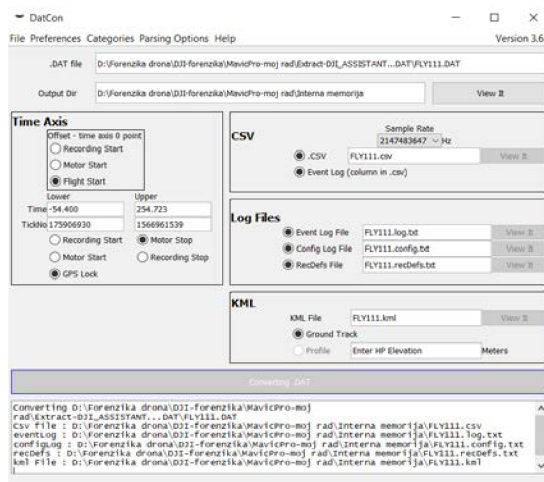 DatCon
File Preferences Categories Parsing Options Help Version 3.6
.DAT file D:\Forenzika drona\DJI-forenzika\MavicPro-moj rad\Extract-DJI_ASSISTANT...DAT\FLY111.DAT
Output Dir D:\Forenzika drona\DJI-forenzika\MavicPro-moj rad\Interna memorija View It
Time Axis
Offset - time axis 0 point
Recording Start
Motor Start
Flight Start
Lower Upper
Time -54.400 254.723
TickNo 175906930 1566961539
Recording Start Motor Stop
Motor Start Recording Stop
GPS Lock
CSV
Sample Rate
2147483647 Hz
.CSV FLY111.csv View It
Event Log (column in .csv)
Log Files
Event Log File FLY111.log.txt View It
Config Log File FLY111.config.txt View It
RecDefs File FLY111.recDefs.txt View It
KML
KML File FLY111.kml View It
Ground Track
Profile Enter HP Elevation Meters
Converting .DAT
Converting D:\Forenzika drona\DJI-forenzika\MavicPro-moj
rad\Extract-DJI_ASSISTANT...DAT\FLY111.DAT
Csv file : D:\Forenzika drona\DJI-forenzika\MavicPro-moj rad\Interna memorija\FLY111.csv
eventLog : D:\Forenzika drona\DJI-forenzika\MavicPro-moj rad\Interna memorija\FLY111.log.txt
configLog : D:\Forenzika drona\DJI-forenzika\MavicPro-moj rad\Interna memorija\FLY111.config.txt
recDefs : D:\Forenzika drona\DJI-forenzika\MavicPro-moj rad\Interna memorija\FLY111.recDefs.txt
kml File : D:\Forenzika drona\DJI-forenzika\MavicPro-moj rad\Interna memorija\FLY111.kml